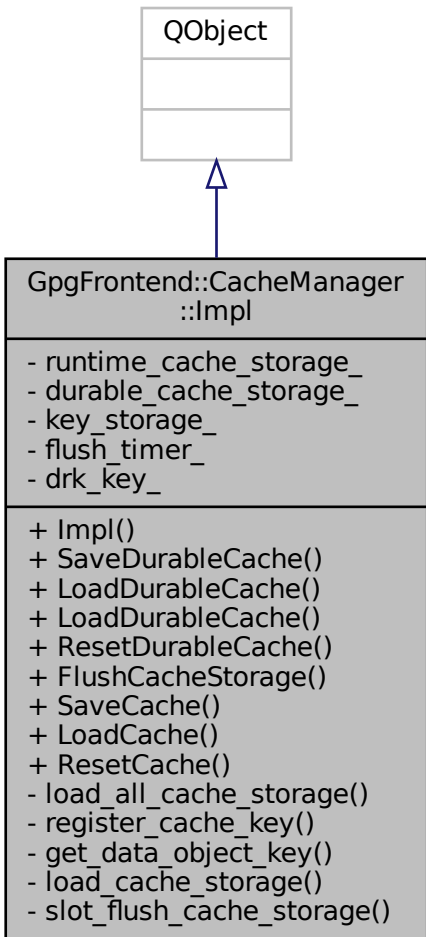 QObject
GpgFrontend::CacheManager
::Impl
- runtime_cache_storage_
- durable_cache_storage_
- key_storage_
- flush_timer_
- drk_key_
+ Impl()
+ SaveDurableCache()
+ LoadDurableCache()
+ LoadDurableCache()
+ ResetDurableCache()
+ FlushCacheStorage()
+ SaveCache()
+ LoadCache()
+ ResetCache()
- load_all_cache_storage()
- register_cache_key()
- get_data_object_key()
- load_cache_storage()
- slot_flush_cache_storage()